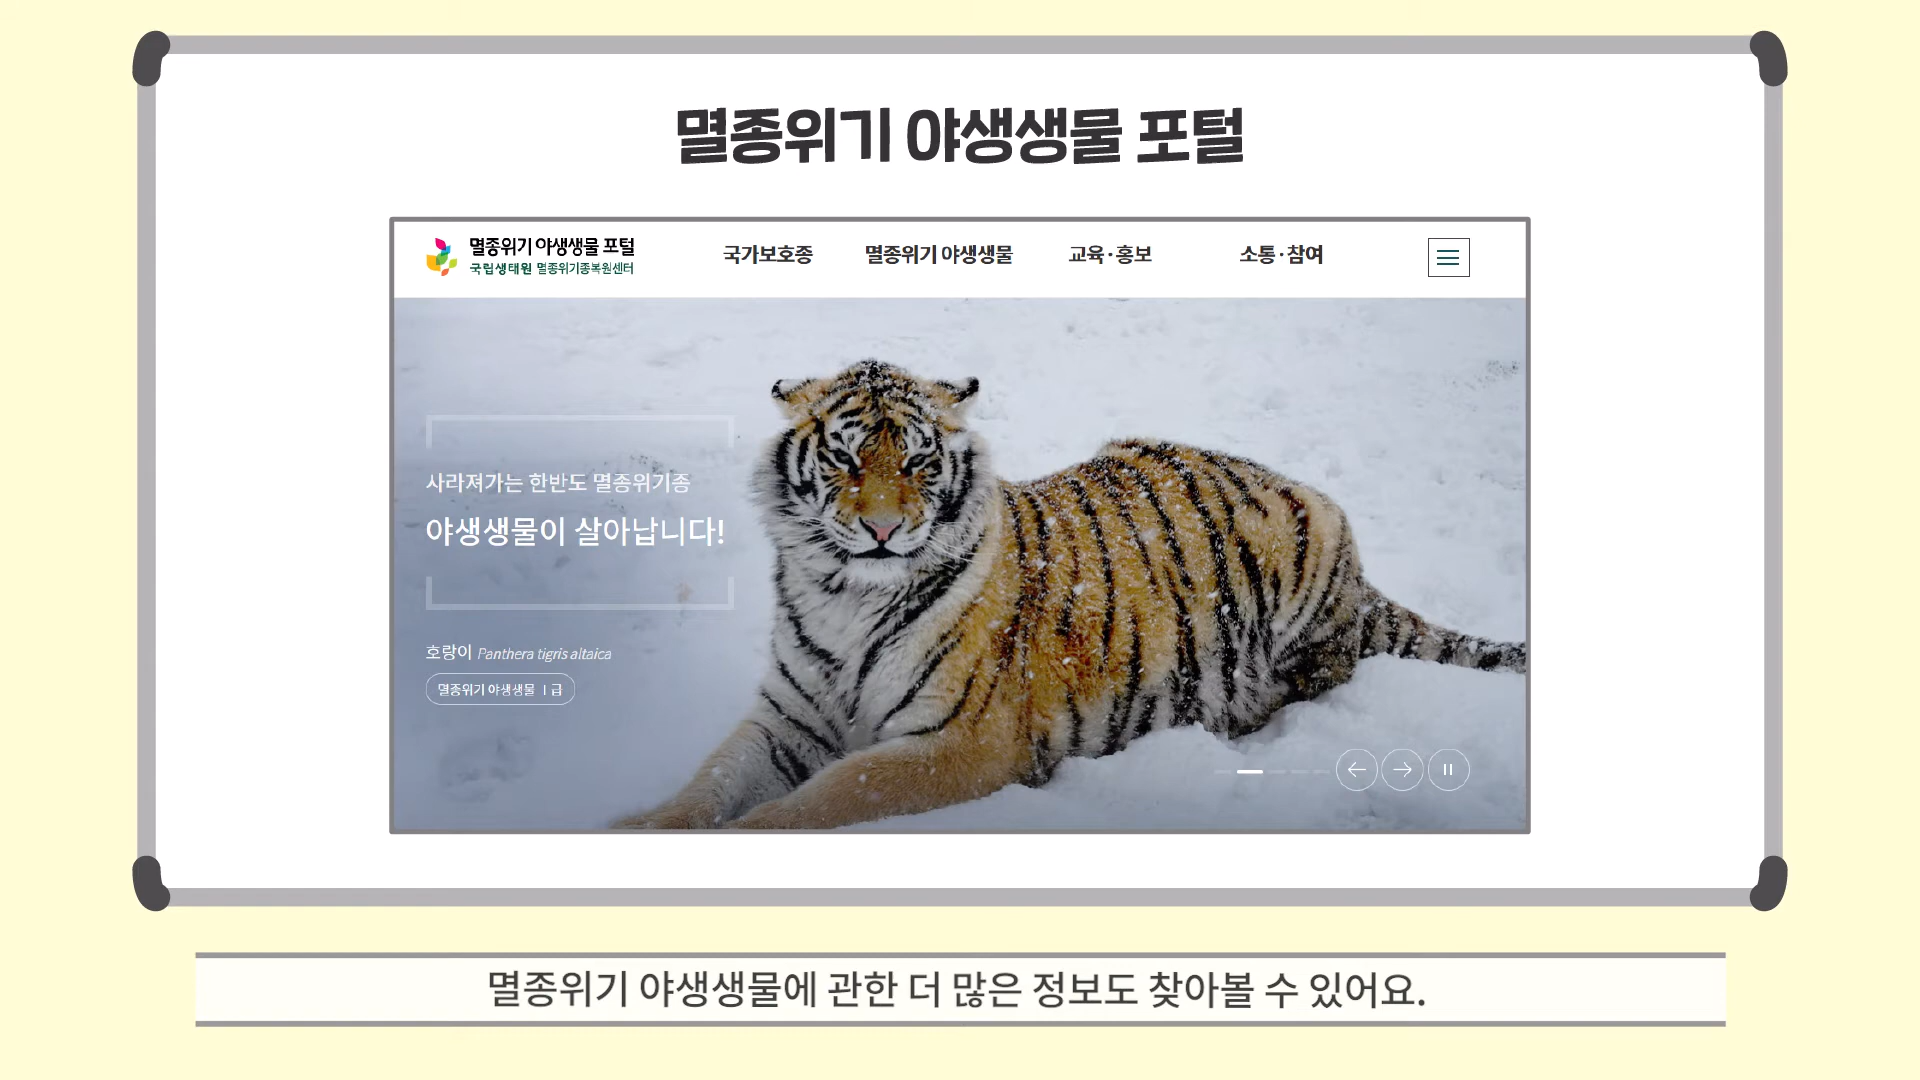 멸종위기 야생생물 포털
멸종위기 야생생물 포털
국립생태원 멸종위기종복원센터
국가보호종
멸종위기 야생생물
교육·홍보
소통·참여
사라져가는 한반도 멸종위기종
야생생물이 살아납니다!
호랑이 Panthera tigris altaica
멸종위기 야생생물 Ⅰ급
멸종위기 야생생물에 관한 더 많은 정보도 찾아볼 수 있어요.